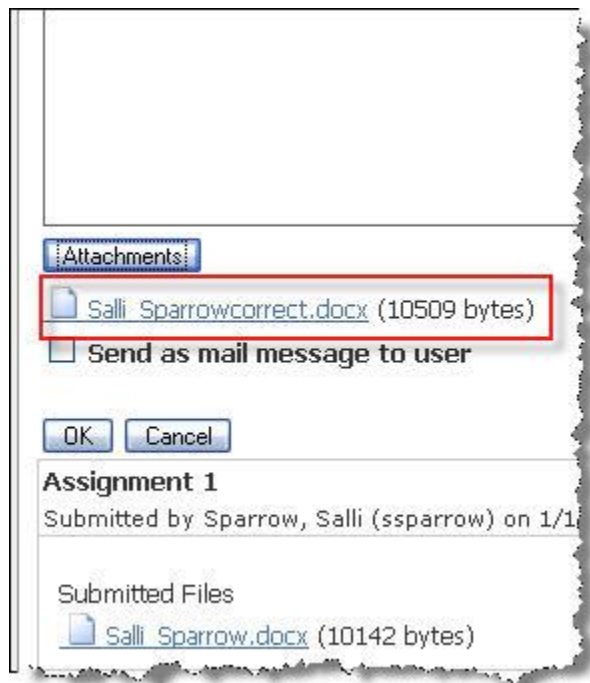 Attachments
Salli_Sparrowcorrect.docx (10509 bytes)
Send as mail message to user
OK Cancel
Assignment 1
Submitted by Sparrow, Salli (ssparrow) on 1/1
Submitted Files
Salli_Sparrow.docx (10142 bytes)